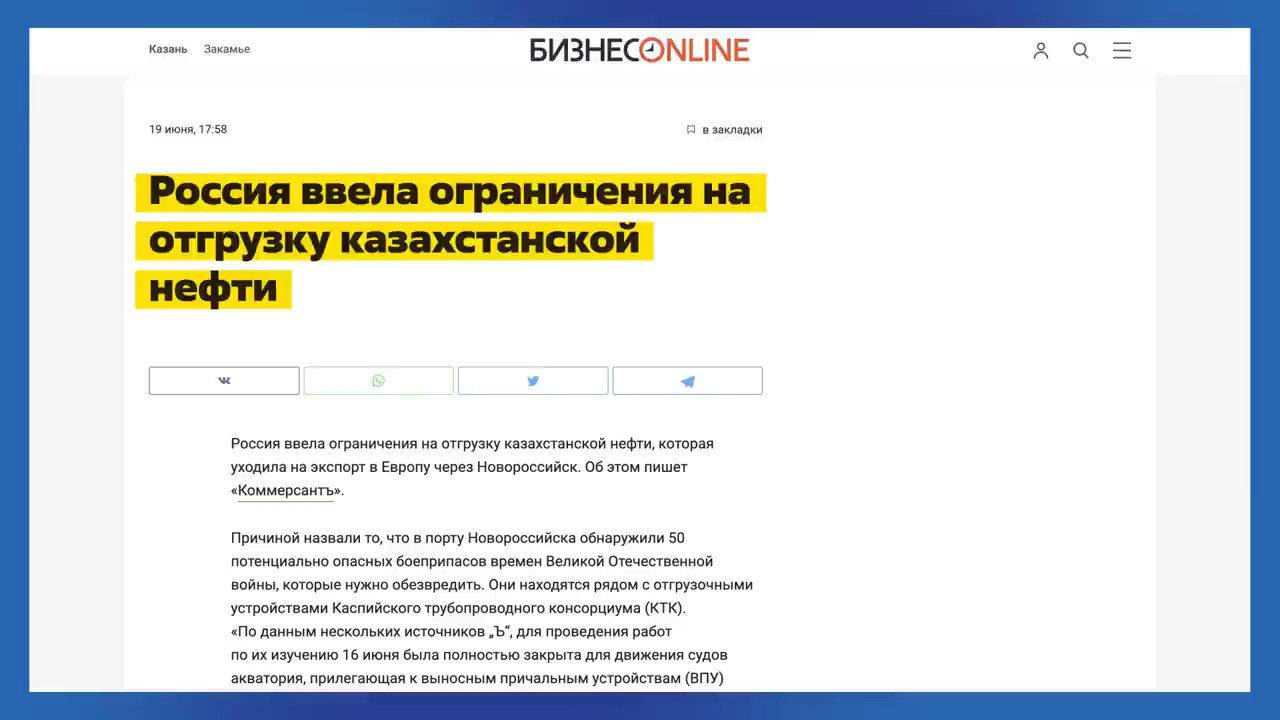 Казань Закамье
БИЗНЕСONLINE
19 июня, 17:58
в закладки
Россия ввела ограничения на
отгрузку казахстанской
нефти
Россия ввела ограничения на отгрузку казахстанской нефти, которая
уходила на экспорт в Европу через Новороссийск. Об этом пишет
«Коммерсантъ».
Причиной назвали то, что в порту Новороссийска обнаружили 50
потенциально опасных боеприпасов времен Великой Отечественной
войны, которые нужно обезвредить. Они находятся рядом с отгрузочными
устройствами Каспийского трубопроводного консорциума (КТК).
«По данным нескольких источников „Ъ“, для проведения работ
по их изучению 16 июня была полностью закрыта для движения судов
акватория, прилегающая к выносным причальным устройствам (ВПУ)